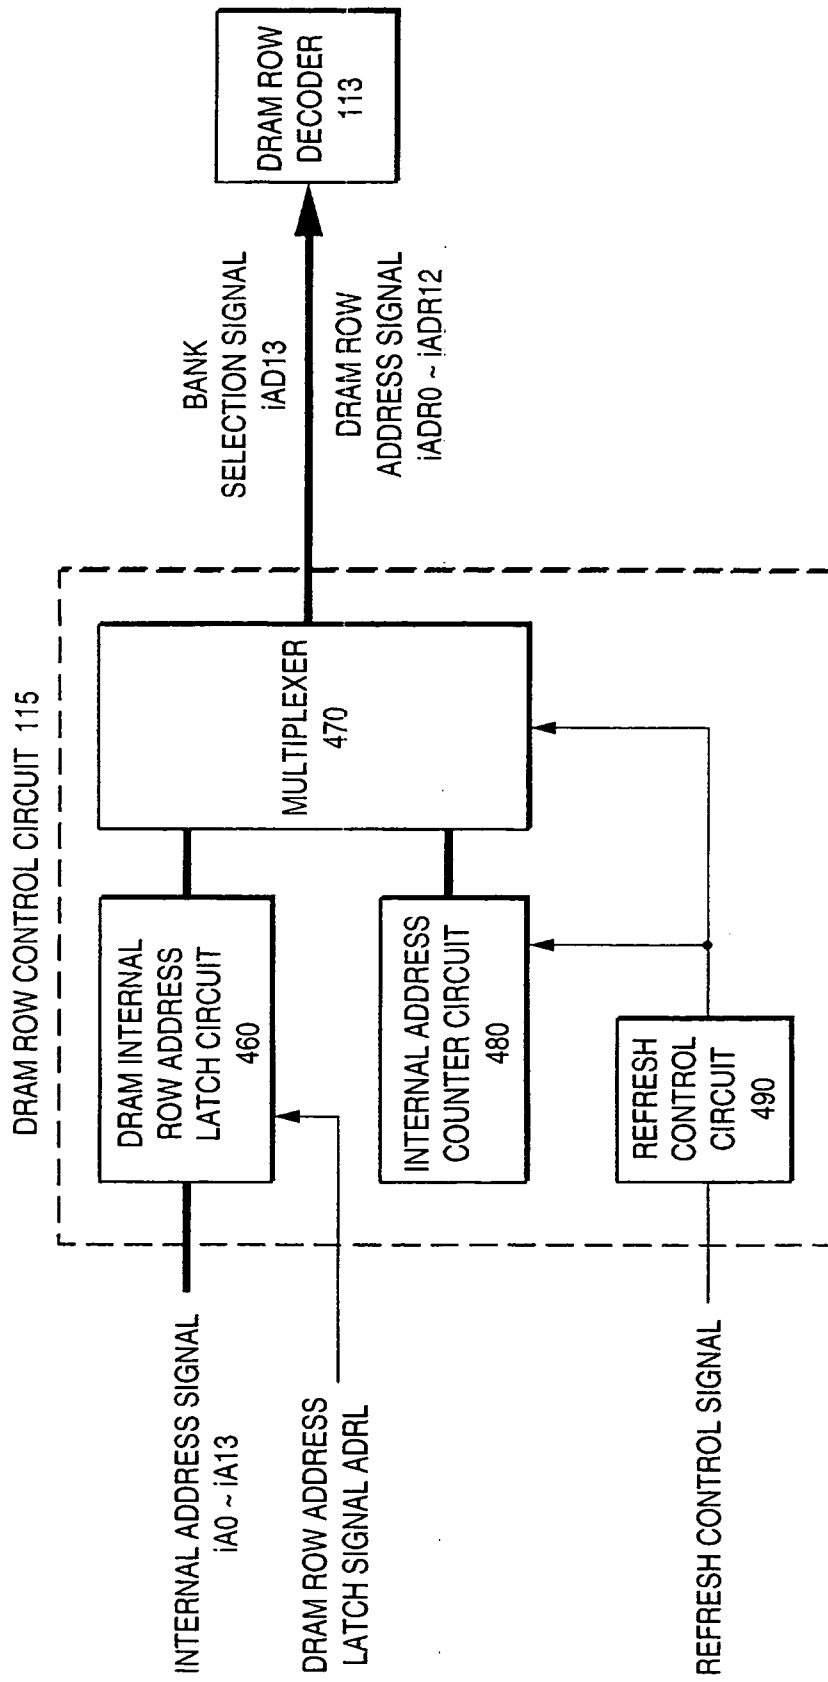 DRAM ROW CONTROL CIRCUIT 115
INTERNAL ADDRESS SIGNAL
iA0 ~ iA13
DRAM ROW ADDRESS
LATCH SIGNAL ADRL
REFRESH CONTROL SIGNAL
DRAM INTERNAL
ROW ADDRESS
LATCH CIRCUIT
460
INTERNAL ADDRESS
COUNTER CIRCUIT
480
REFRESH
CONTROL
CIRCUIT
490
MULTIPLEXER
470
BANK
SELECTION SIGNAL
iAD13
DRAM ROW
ADDRESS SIGNAL
iADR0 ~ iADR12
DRAM ROW
DECODER
113